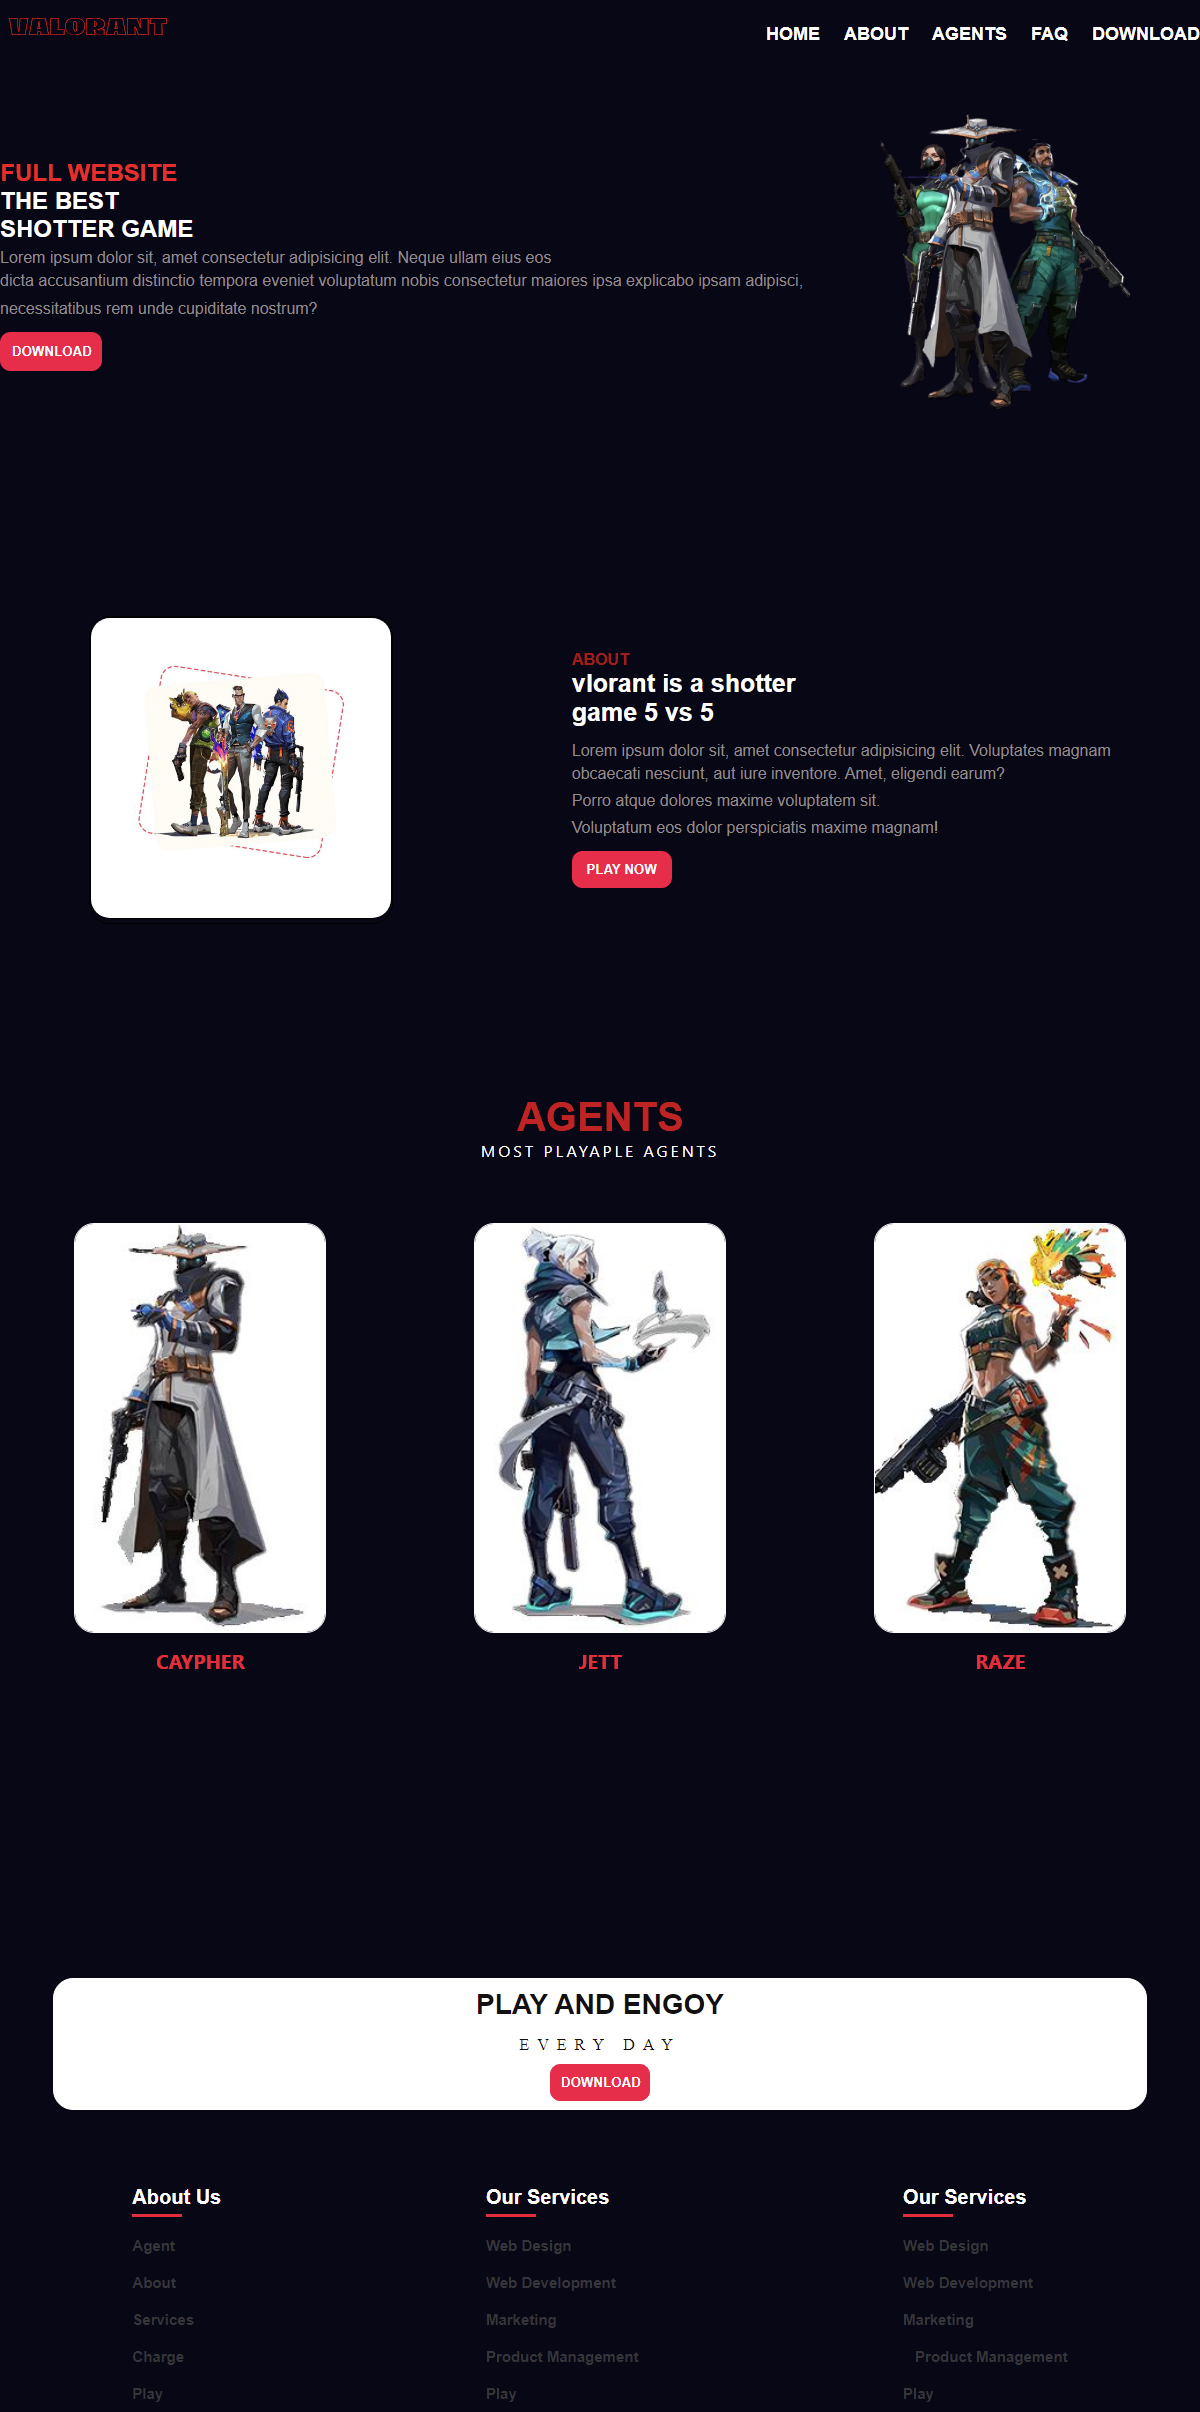 VALORANT
HOME ABOUT AGENTS FAQ DOWNLOAD
FULL WEBSITE
THE BEST
SHOTTER GAME
Lorem ipsum dolor sit, amet consectetur adipisicing elit. Neque ullam eius eos
dicta accusantium distinctio tempora eveniet voluptatum nobis consectetur maiores ipsa explicabo ipsam adipisci,
necessitatibus rem unde cupiditate nostrum?
DOWNLOAD
ABOUT
vlorant is a shotter
game 5 vs 5
Lorem ipsum dolor sit, amet consectetur adipisicing elit. Voluptates magnam
obcaecati nesciunt, aut iure inventore. Amet, eligendi earum?
Porro atque dolores maxime voluptatem sit.
Voluptatum eos dolor perspiciatis maxime magnam!
PLAY NOW
AGENTS
MOST PLAYAPLE AGENTS
CAYPHER
JETT
RAZE
PLAY AND ENGOY
EVERY DAY
DOWNLOAD
About Us
Agent
About
Services
Charge
Play
Our Services
Web Design
Web Development
Marketing
Product Management
Play
Our Services
Web Design
Web Development
Marketing
Product Management
Play